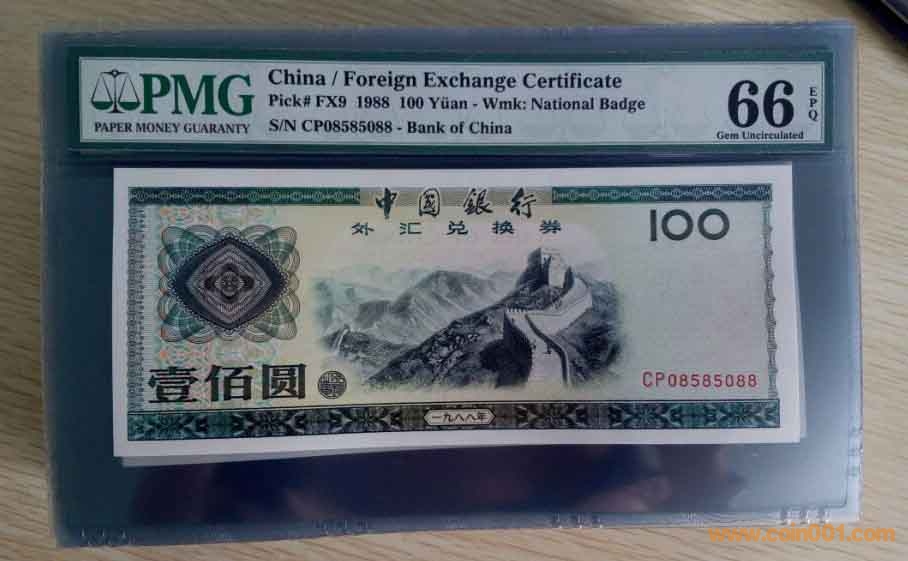 PMG
PAPER MONEY GUARANTY
China / Foreign Exchange Certificate
Pick# FX9 1988 100 Yüan - Wmk: National Badge
S/N CP08585088 - Bank of China
66
EPQ
Gem Uncirculated
中國銀行
外汇兑换券
100
壹佰圆
CP08585088
一九八八年
www.coin001.com